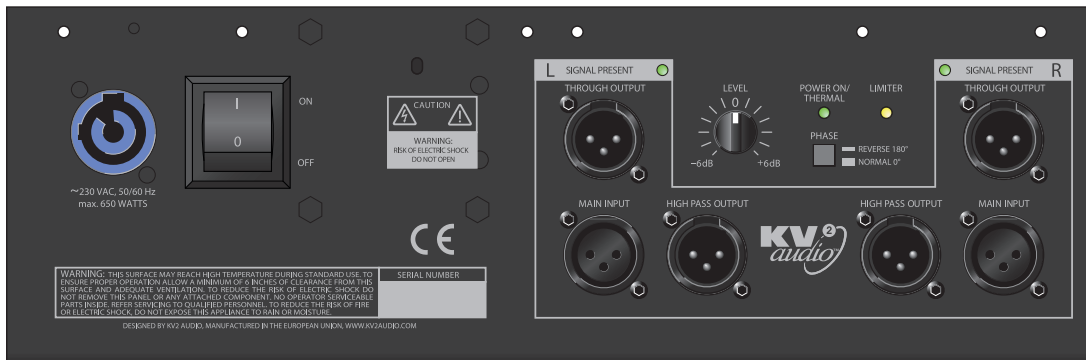 I
0
ON
OFF
~230 VAC, 50/60 Hz
max. 650 WATTS
CAUTION
WARNING:
RISK OF ELECTRIC SHOCK
DO NOT OPEN
CE
WARNING: THIS SURFACE MAY REACH HIGH TEMPERATURE DURING STANDARD USE. TO
ENSURE PROPER OPERATION ALLOW A MINIMUM OF 6 INCHES OF CLEARANCE FROM THIS
SURFACE AND ADEQUATE VENTILATION. TO REDUCE THE RISK OF ELECTRIC SHOCK DO
NOT REMOVE THIS PANEL OR ANY ATTACHED COMPONENT. NO OPERATOR SERVICEABLE
PARTS INSIDE. REFER SERVICING TO QUALIFIED PERSONNEL. TO REDUCE THE RISK OF FIRE
OR ELECTRIC SHOCK, DO NOT EXPOSE THIS APPLIANCE TO RAIN OR MOISTURE.
SERIAL NUMBER
DESIGNED BY KV2 AUDIO, MANUFACTURED IN THE EUROPEAN UNION, WWW.KV2AUDIO.COM
L SIGNAL PRESENT
THROUGH OUTPUT
LEVEL
0
-6dB +6dB
POWER ON/
THERMAL
LIMITER
PHASE
REVERSE 180°
NORMAL 0°
SIGNAL PRESENT R
THROUGH OUTPUT
MAIN INPUT
HIGH PASS OUTPUT
KV2
audio™
HIGH PASS OUTPUT
MAIN INPUT